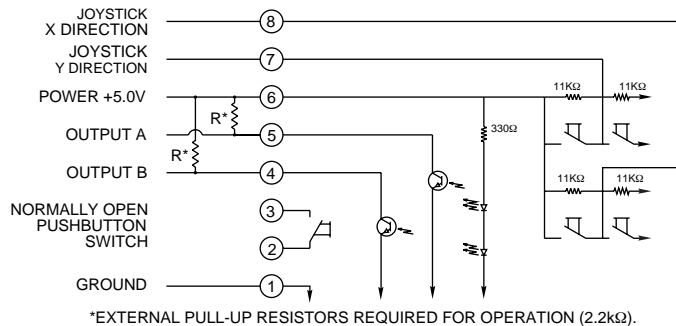 JOYSTICK
X DIRECTION
8
JOYSTICK
Y DIRECTION
7
POWER +5.0V
6
11KΩ
11KΩ
R*
330Ω
OUTPUT A
5
R*
OUTPUT B
4
11KΩ
11KΩ
NORMALLY OPEN
PUSHBUTTON
SWITCH
3
2
GROUND
1
*EXTERNAL PULL-UP RESISTORS REQUIRED FOR OPERATION (2.2kΩ).